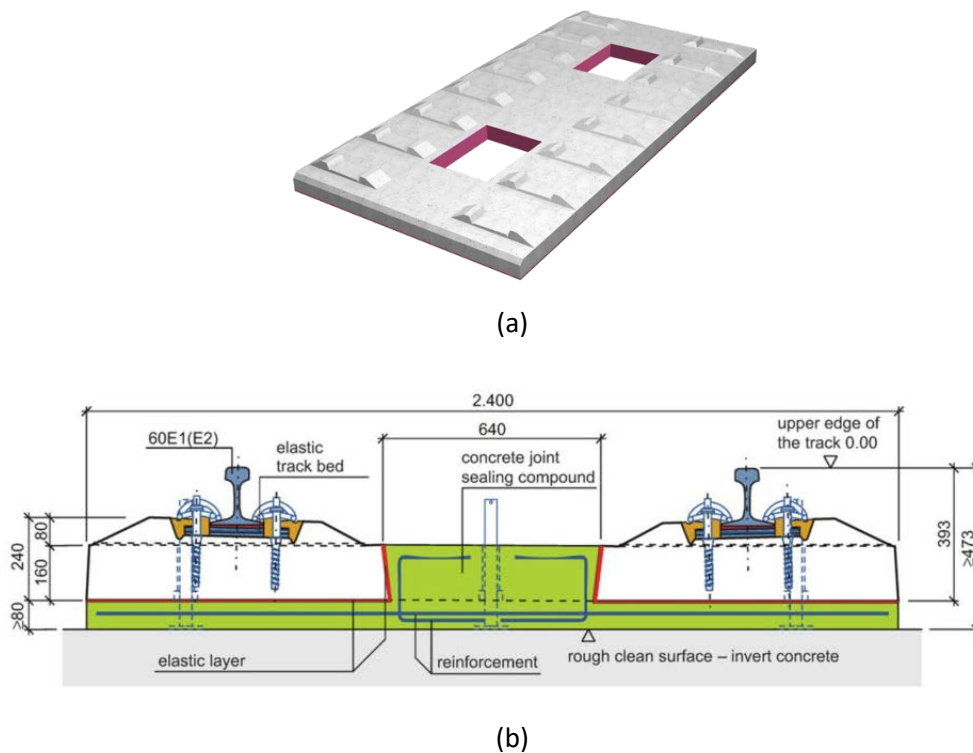 (a)
2.400
60E1(E2)
elastic
track bed
640
concrete joint
sealing compound
upper edge of
the track 0.00
240
80
160
≥80
393
≥473
elastic layer
reinforcement
rough clean surface – invert concrete
(b)